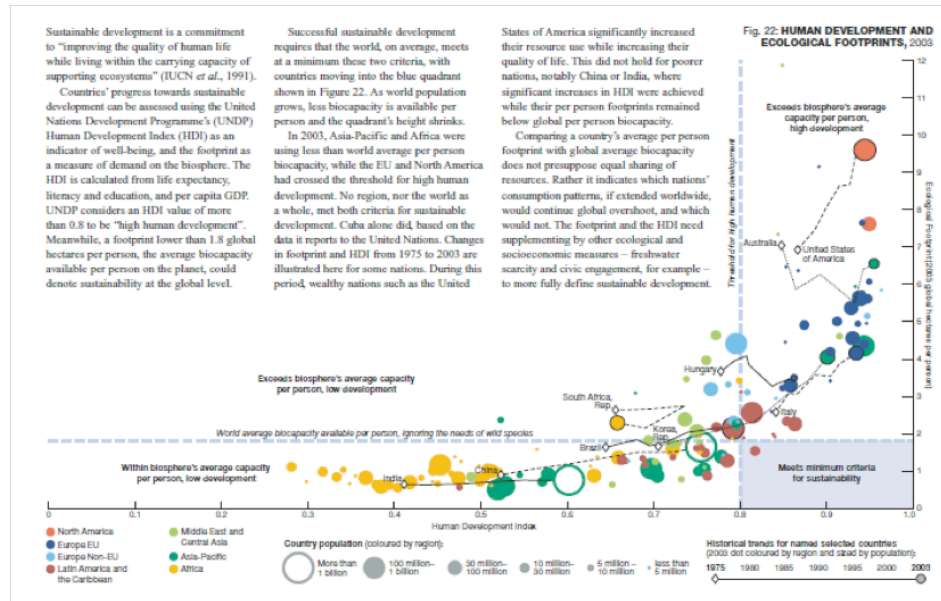 Sustainable development is a commitment
to “improving the quality of human life
while living within the carrying capacity of
supporting ecosystems” (IUCN et al., 1991).
Countries' progress towards sustainable
development can be assessed using the United
Nations Development Programme's (UNDP)
Human Development Index (HDI) as an
indicator of well-being, and the footprint as
a measure of demand on the biosphere. The
HDI is calculated from life expectancy,
literacy and education, and per capita GDP.
UNDP considers an HDI value of more
than 0.8 to be “high human development”.
Meanwhile, a footprint lower than 1.8 global
hectares per person, the average biocapacity
available per person on the planet, could
denote sustainability at the global level.
Successful sustainable development
requires that the world, on average, meets
at a minimum these two criteria, with
countries moving into the blue quadrant
shown in Figure 22. As world population
grows, less biocapacity is available per
person and the quadrant's height shrinks.
In 2003, Asia-Pacific and Africa were
using less than world average per person
biocapacity, while the EU and North America
had crossed the threshold for high human
development. No region, nor the world as
a whole, met both criteria for sustainable
development. Cuba alone did, based on the
data it reports to the United Nations. Changes
in footprint and HDI from 1975 to 2003 are
illustrated here for some nations. During this
period, wealthy nations such as the United
States of America significantly increased
their resource use while increasing their
quality of life. This did not hold for poorer
nations, notably China or India, where
significant increases in HDI were achieved
while their per person footprints remained
below global per person biocapacity.
Comparing a country's average per person
footprint with global average biocapacity
does not presuppose equal sharing of
resources. Rather it indicates which nations'
consumption patterns, if extended worldwide,
would continue global overshoot, and which
would not. The footprint and the HDI need
supplementing by other ecological and
socioeconomic measures – freshwater
scarcity and civic engagement, for example –
to more fully define sustainable development.
Fig. 22: HUMAN DEVELOPMENT AND
ECOLOGICAL FOOTPRINTS, 2003
12
11
10
9
8
7
6
5
4
3
2
1
0
Ecological Footprint (2003 global hectares per person)
Exceeds biosphere's average
capacity per person,
high development
Threshold for high human development
Australia
United States
of America
Hungary
Exceeds biosphere's average
capacity per person, low development
South Africa,
Rep.
Korea,
Rep.
Italy
World average biocapacity available per person, ignoring the needs of wild species
Brazil
Within biosphere's average capacity
per person, low development
India
China
Meets minimum criteria
for sustainability
0
0.1
0.2
0.3
0.4
0.5
0.6
0.7
0.8
0.9
1.0
Human Development Index
North America
Europe EU
Europe Non-EU
Latin America and
the Caribbean
Middle East and
Central Asia
Asia-Pacific
Africa
Country population (coloured by region):
More than
1 billion
100 million–
1 billion
30 million–
100 million
10 million–
30 million
5 million –
10 million
less than
5 million
Historical trends for named selected countries
(2003 dot coloured by region and sized by population):
1975 1980 1985 1990 1995 2000 2003